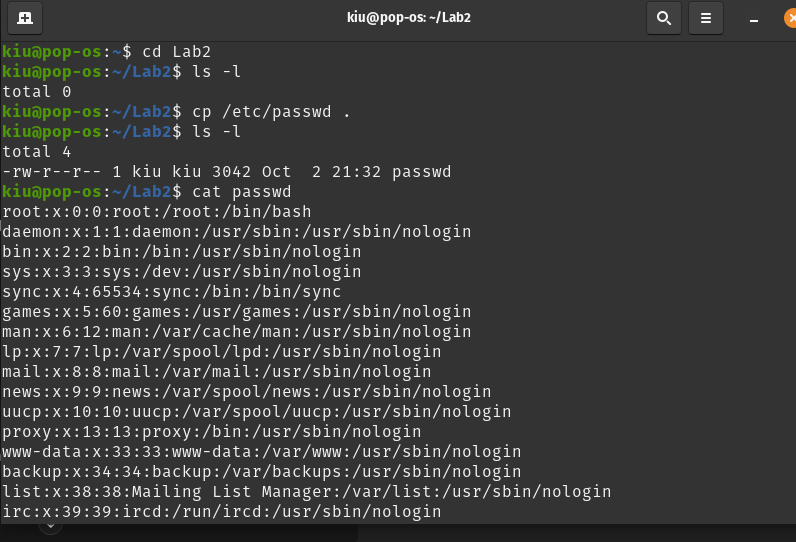 kiu@pop-os: ~/Lab2
kiu@pop-os:~$ cd Lab2
kiu@pop-os:~/Lab2$ ls -l
total 0
kiu@pop-os:~/Lab2$ cp /etc/passwd .
kiu@pop-os:~/Lab2$ ls -l
total 4
-rw-r--r-- 1 kiu kiu 3042 Oct  2 21:32 passwd
kiu@pop-os:~/Lab2$ cat passwd
root:x:0:0:root:/root:/bin/bash
daemon:x:1:1:daemon:/usr/sbin:/usr/sbin/nologin
bin:x:2:2:bin:/bin:/usr/sbin/nologin
sys:x:3:3:sys:/dev:/usr/sbin/nologin
sync:x:4:65534:sync:/bin:/bin/sync
games:x:5:60:games:/usr/games:/usr/sbin/nologin
man:x:6:12:man:/var/cache/man:/usr/sbin/nologin
lp:x:7:7:lp:/var/spool/lpd:/usr/sbin/nologin
mail:x:8:8:mail:/var/mail:/usr/sbin/nologin
news:x:9:9:news:/var/spool/news:/usr/sbin/nologin
uucp:x:10:10:uucp:/var/spool/uucp:/usr/sbin/nologin
proxy:x:13:13:proxy:/bin:/usr/sbin/nologin
www-data:x:33:33:www-data:/var/www:/usr/sbin/nologin
backup:x:34:34:backup:/var/backups:/usr/sbin/nologin
list:x:38:38:Mailing List Manager:/var/list:/usr/sbin/nologin
irc:x:39:39:ircd:/run/ircd:/usr/sbin/nologin